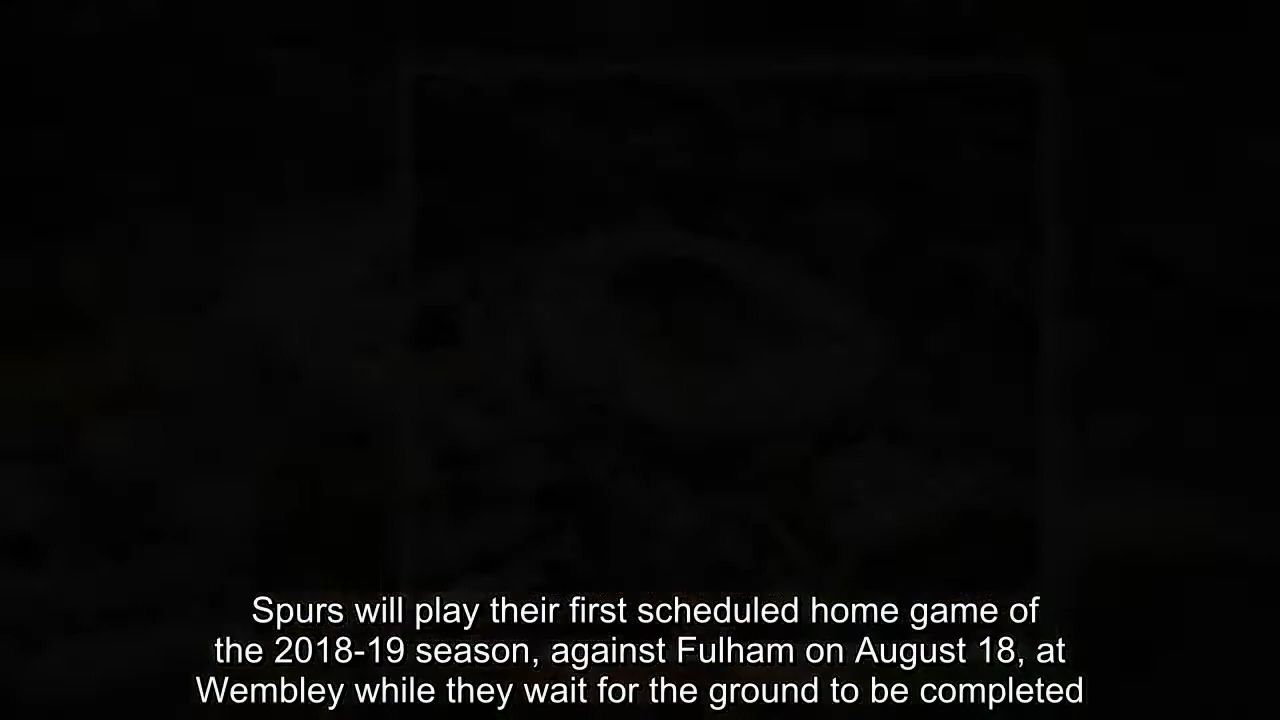 Spurs will play their first scheduled home game of
the 2018-19 season, against Fulham on August 18, at
Wembley while they wait for the ground to be completed